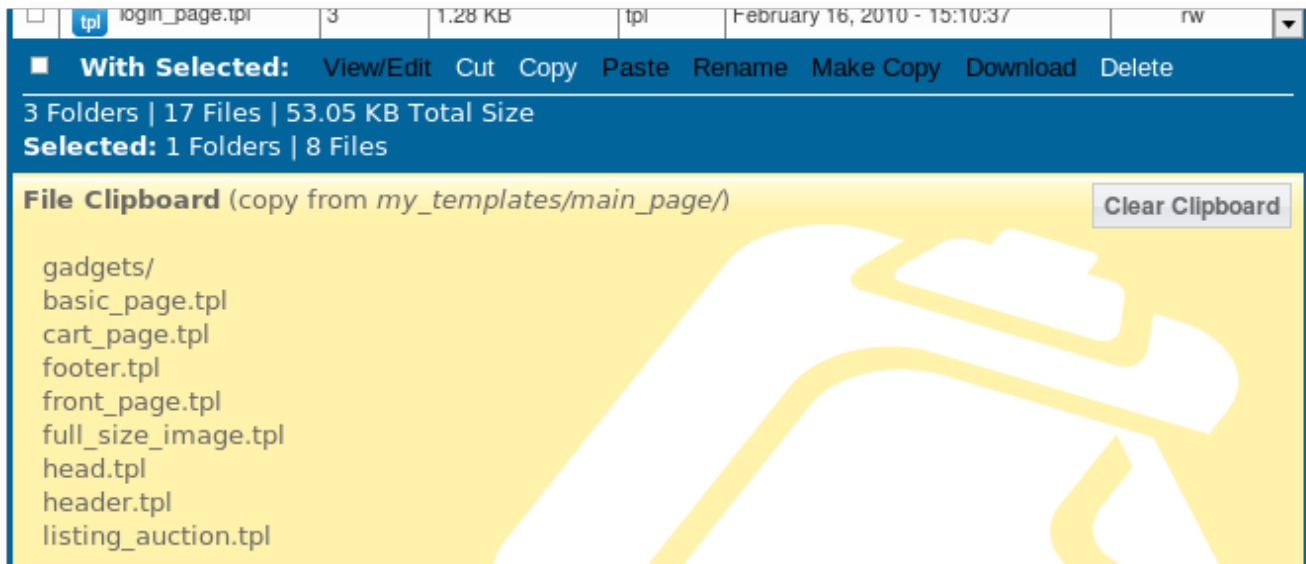 tpl login_page.tpl 3 1.28 KB tpl February 16, 2010 - 15:10:37 rw
With Selected: View/Edit Cut Copy Paste Rename Make Copy Download Delete
3 Folders | 17 Files | 53.05 KB Total Size
Selected: 1 Folders | 8 Files
File Clipboard (copy from my_templates/main_page/)
Clear Clipboard
gadgets/
basic_page.tpl
cart_page.tpl
footer.tpl
front_page.tpl
full_size_image.tpl
head.tpl
header.tpl
listing_auction.tpl